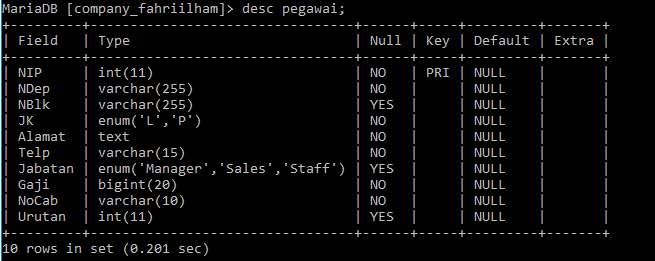 MariaDB [company_fahriilham]> desc pegawai;
+---------+---------------------------------+------+-----+---------+-------+
| Field   | Type                            | Null | Key | Default | Extra |
+---------+---------------------------------+------+-----+---------+-------+
| NIP     | int(11)                         | NO   | PRI | NULL    |       |
| NDep    | varchar(255)                    | NO   |     | NULL    |       |
| NBlk    | varchar(255)                    | YES  |     | NULL    |       |
| JK      | enum('L','P')                   | NO   |     | NULL    |       |
| Alamat  | text                            | NO   |     | NULL    |       |
| Telp    | varchar(15)                     | NO   |     | NULL    |       |
| Jabatan | enum('Manager','Sales','Staff') | YES  |     | NULL    |       |
| Gaji    | bigint(20)                      | NO   |     | NULL    |       |
| NoCab   | varchar(10)                     | NO   |     | NULL    |       |
| Urutan  | int(11)                         | YES  |     | NULL    |       |
+---------+---------------------------------+------+-----+---------+-------+
10 rows in set (0.201 sec)